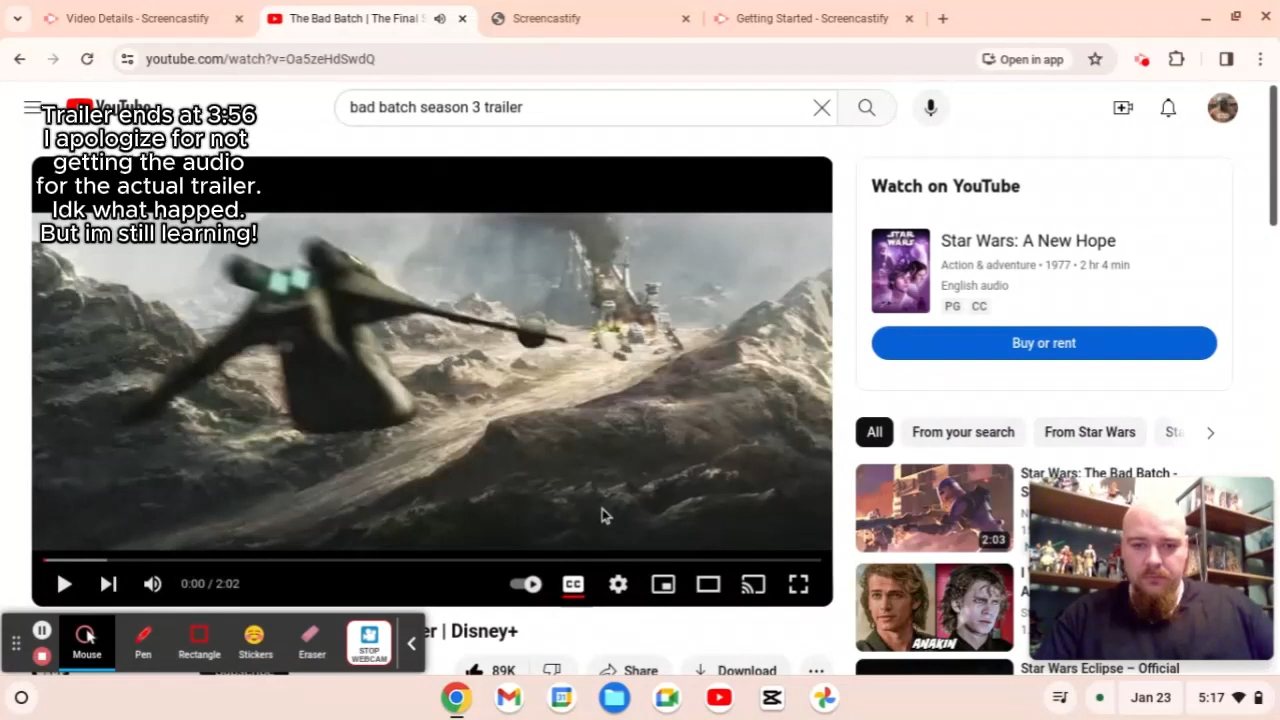 Video Details - Screencastify
The Bad Batch | The Final S
Screencastify
Getting Started - Screencastify
youtube.com/watch?v=Oa5zeHdSwdQ
Open in app
YouTube
bad batch season 3 trailer
Trailer ends at 3:56
I apologize for not
getting the audio
for the actual trailer.
Idk what happed.
But im still learning!
Watch on YouTube
STAR WARS
Star Wars: A New Hope
Action & adventure • 1977 • 2 hr 4 min
English audio
PG CC
Buy or rent
All
From your search
From Star Wars
Sta
Star Wars: The Bad Batch -
2:03
ANAKIN
Star Wars Eclipse – Official
0:00 / 2:02
CC
er | Disney+
89K
Share
Download
Mouse
Pen
Rectangle
Stickers
Eraser
STOP
WEBCAM
Jan 23
5:17